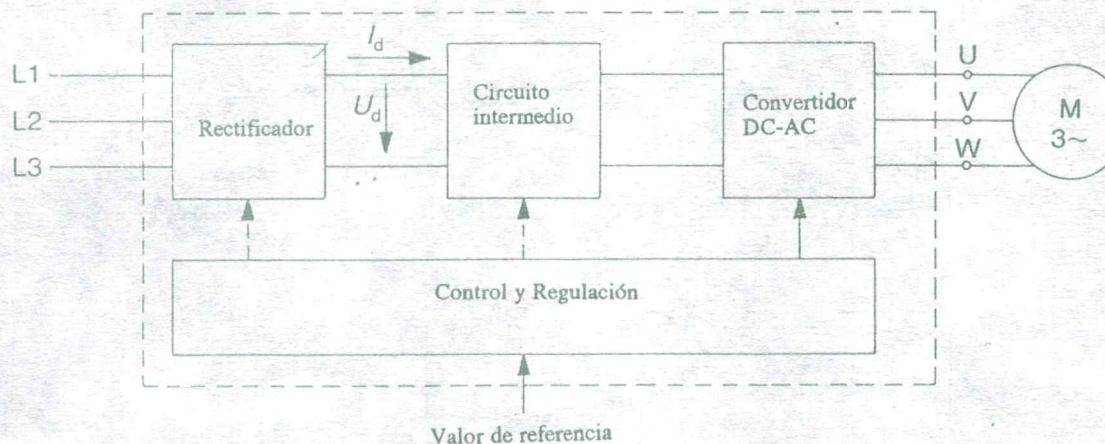 L1
L2
L3
Rectificador
I_d
U_d
Circuito
intermedio
Convertidor
DC-AC
U
V
W
M
3~
Control y Regulación
Valor de referencia